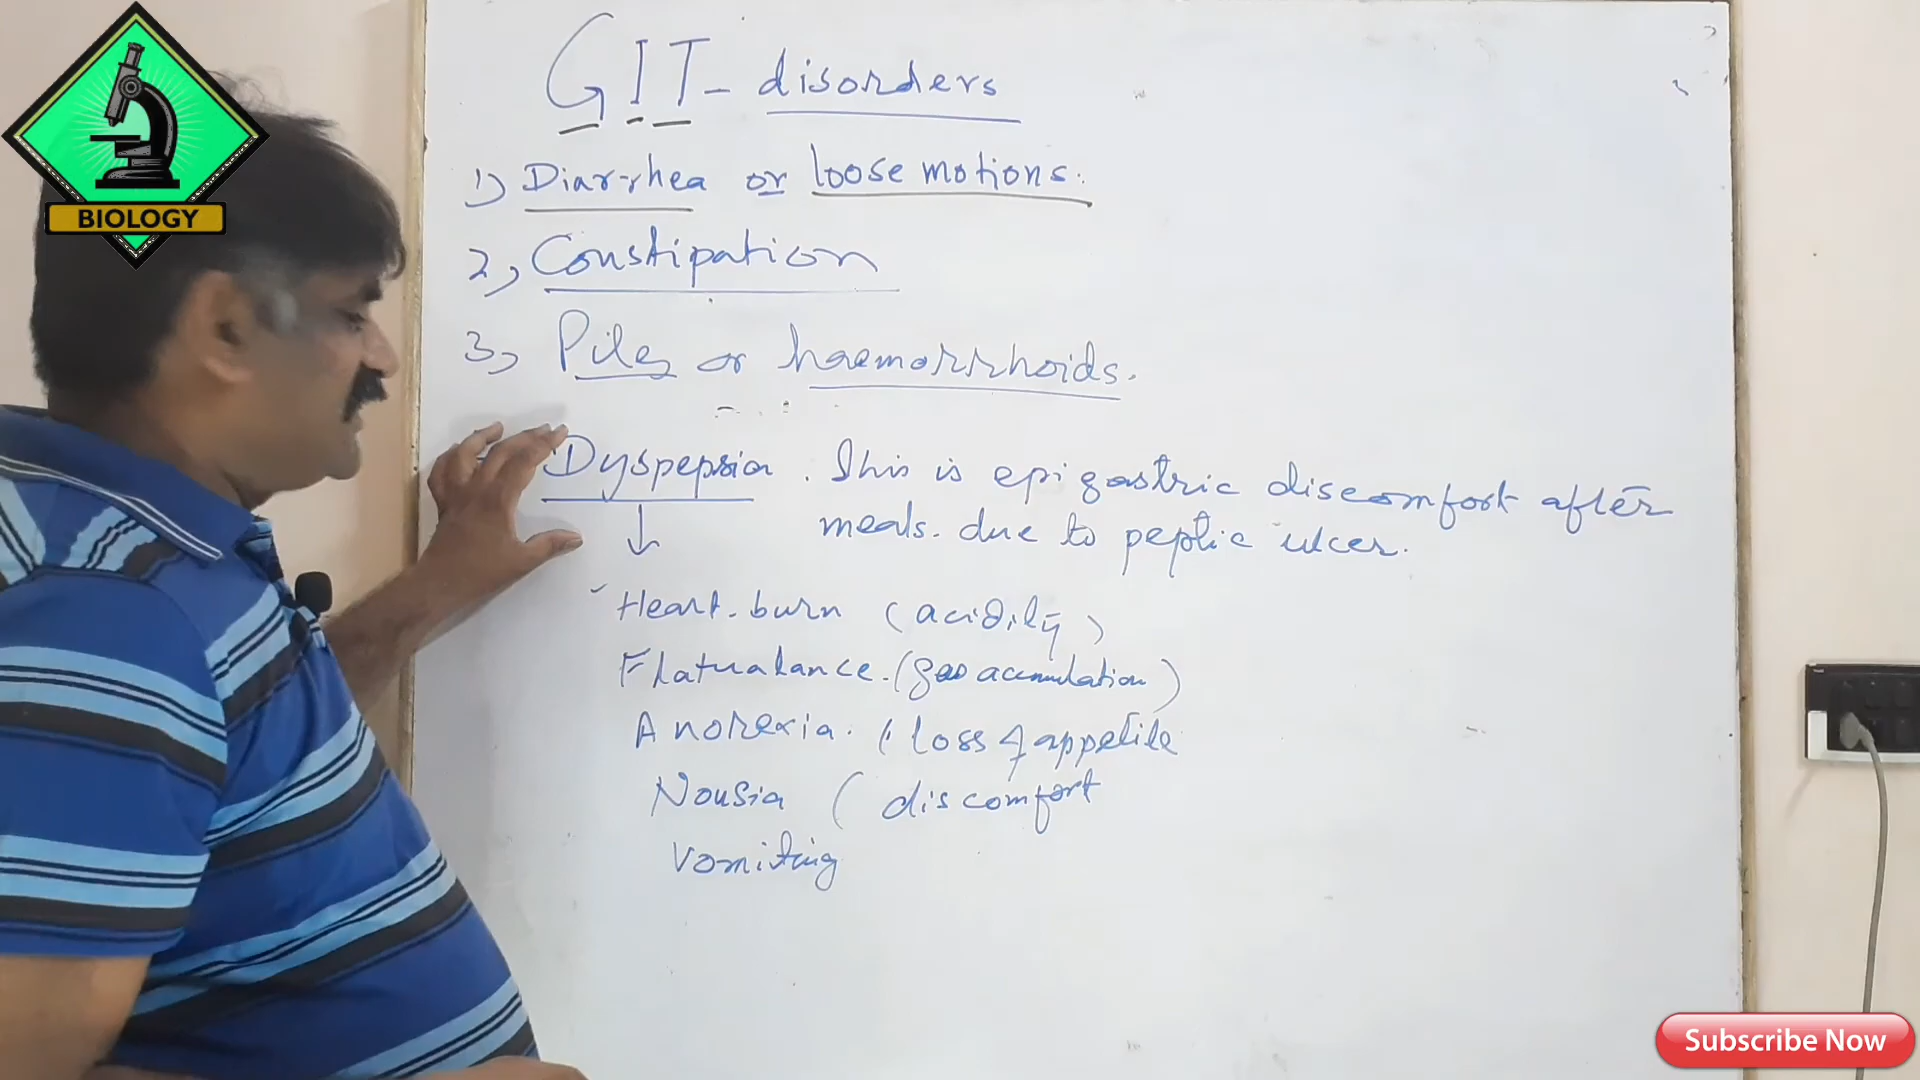 GIT - disorders
1) Diarrhea or loose motions.
2, Constipation
3, Piles or haemorrhoids.
Dyspepsia. This is epigastric discomfort after
meals. due to peptic ulcer.
Heart-burn (acidity)
Flatualance. (gas accumulation)
Anorexia. (loss of appetite
Nousia (discomfort
Vomiting
BIOLOGY
Subscribe Now